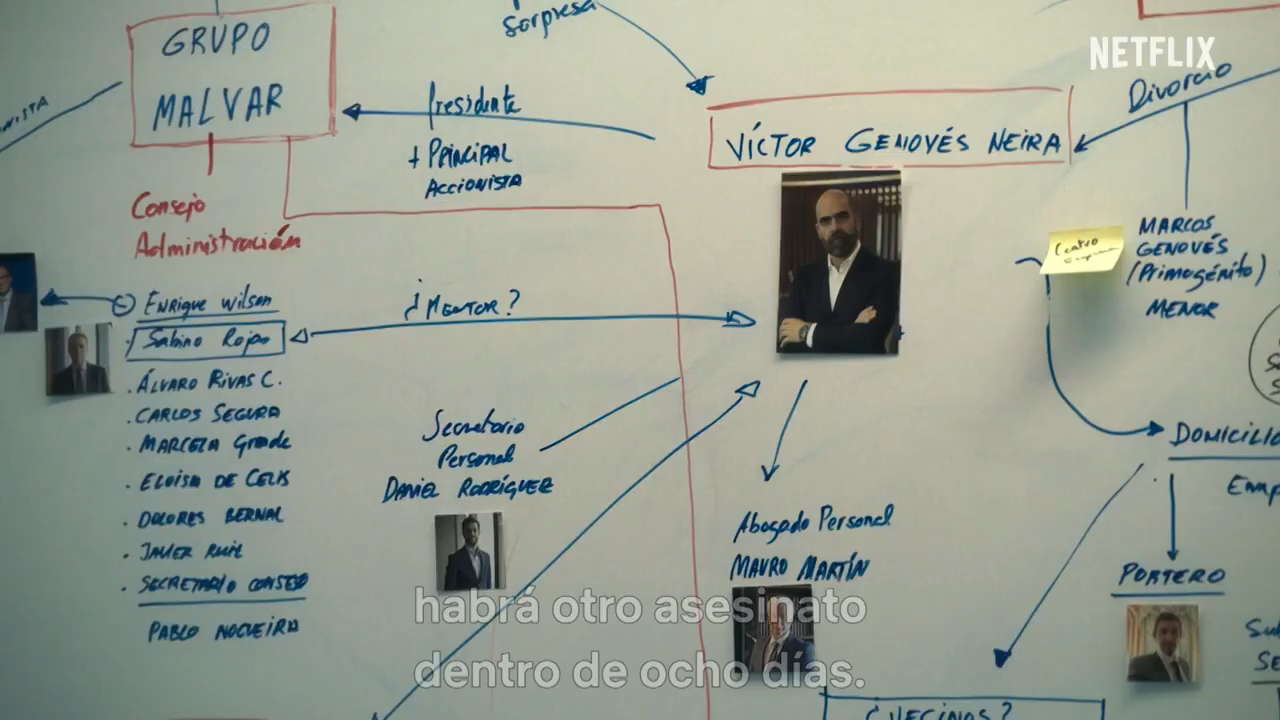 Sorpresa
NETFLIX
GRUPO
MALVAR
Presidente
+ PRINCIPAL
ACCIONISTA
Divorcio
VÍCTOR GENOVÉS NEIRA
Consejo
Administración
MARCOS
GENOVÉS
(Primogénito)
MENOR
ENRIQUE WILSON
¿MENTOR?
. Sabino Rojas
. ÁLVARO RIVAS C.
. CARLOS SEGURA
. MARCELA Grande
. ELOISA DE CELIS
. DOLORES BERNAL
. JAVIER RUIZ
. SECRETARIO CONSEJO
PABLO NOGUEIRA
Secretario
Personal
DANIEL RODRÍGUEZ
Abogado Personal
MAURO MARTÍN
DOMICILIO
PORTERO
¿VECINOS?
habrá otro asesinato
dentro de ocho días.